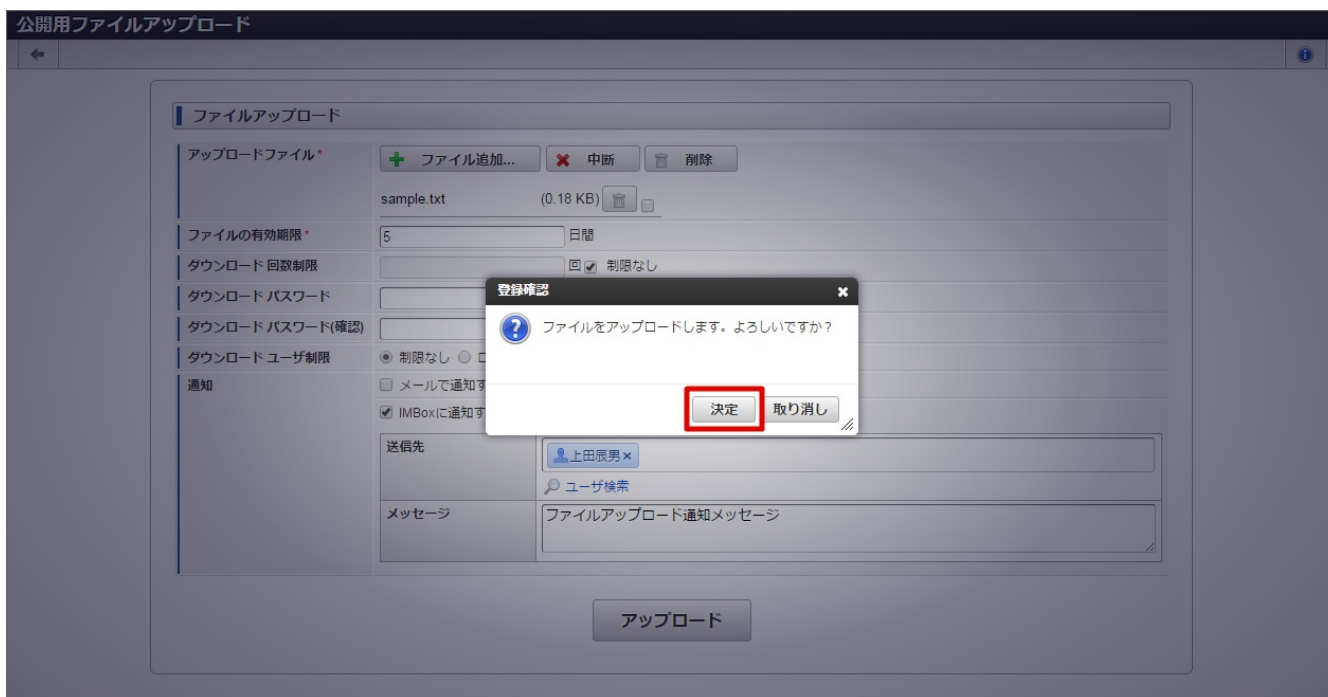 公開用ファイルアップロード
ファイルアップロード
アップロードファイル*
ファイル追加... 中断 削除
sample.txt (0.18 KB)
ファイルの有効期限* 5 日間
ダウンロード 回数制限 回 制限なし
ダウンロード パスワード
ダウンロード パスワード(確認)
ダウンロード ユーザ制限 制限なし
通知 メールで通知す
IMBoxに通知す
登録確認
ファイルをアップロードします。よろしいですか?
決定 取り消し
送信先 上田辰男
ユーザ検索
メッセージ ファイルアップロード通知メッセージ
アップロード